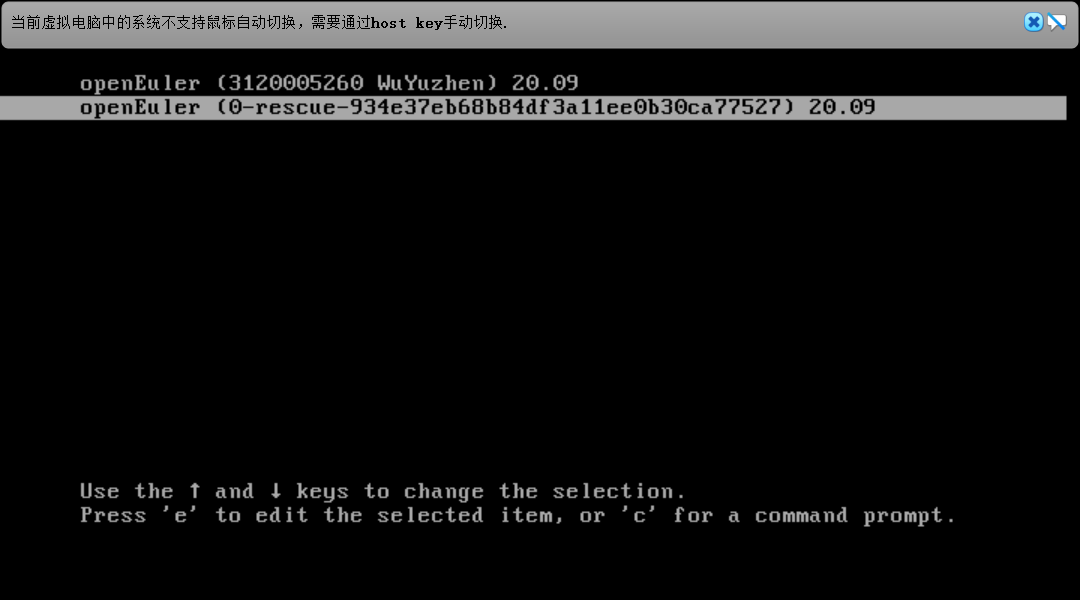 当前虚拟电脑中的系统不支持鼠标自动切换，需要通过host key手动切换.
openEuler (3120005260 WuYuzhen) 20.09
openEuler (0-rescue-934e37eb68b84df3a11ee0b30ca77527) 20.09
Use the ↑ and ↓ keys to change the selection.
Press 'e' to edit the selected item, or 'c' for a command prompt.